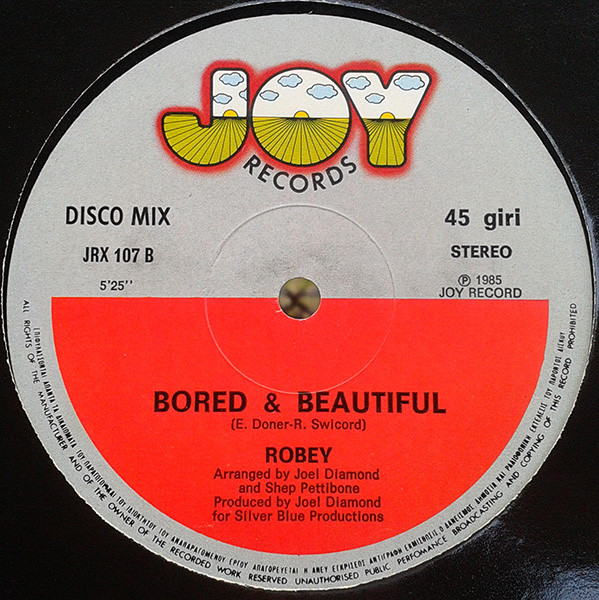 JOY
RECORDS
DISCO MIX
45 giri
JRX 107 B
STEREO
5'25''
℗ 1985
JOY RECORD
BORED & BEAUTIFUL
(E. Doner-R. Swicord)
ROBEY
Arranged by Joel Diamond
and Shep Pettibone
Produced by Joel Diamond
for Silver Blue Productions
ALL RIGHTS OF THE MANUFACTURER AND OF THE OWNER OF THE RECORDED WORK RESERVED UNAUTHORISED PUBLIC PERFOMANCE BROADCASTING AND COPYING OF THIS RECORD PROHIBITED